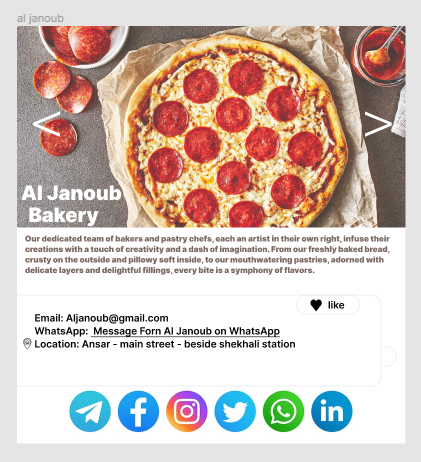 al janoub
Al Janoub
Bakery
Our dedicated team of bakers and pastry chefs, each an artist in their own right, infuse their
creations with a touch of creativity and a dash of imagination. From our freshly baked bread,
crusty on the outside and pillowy soft inside, to our mouthwatering pastries, adorned with
delicate layers and delightful fillings, every bite is a symphony of flavors.
like
Email: Aljanoub@gmail.com
WhatsApp: Message Forn Al Janoub on WhatsApp
Location: Ansar - main street - beside shekhali station
in